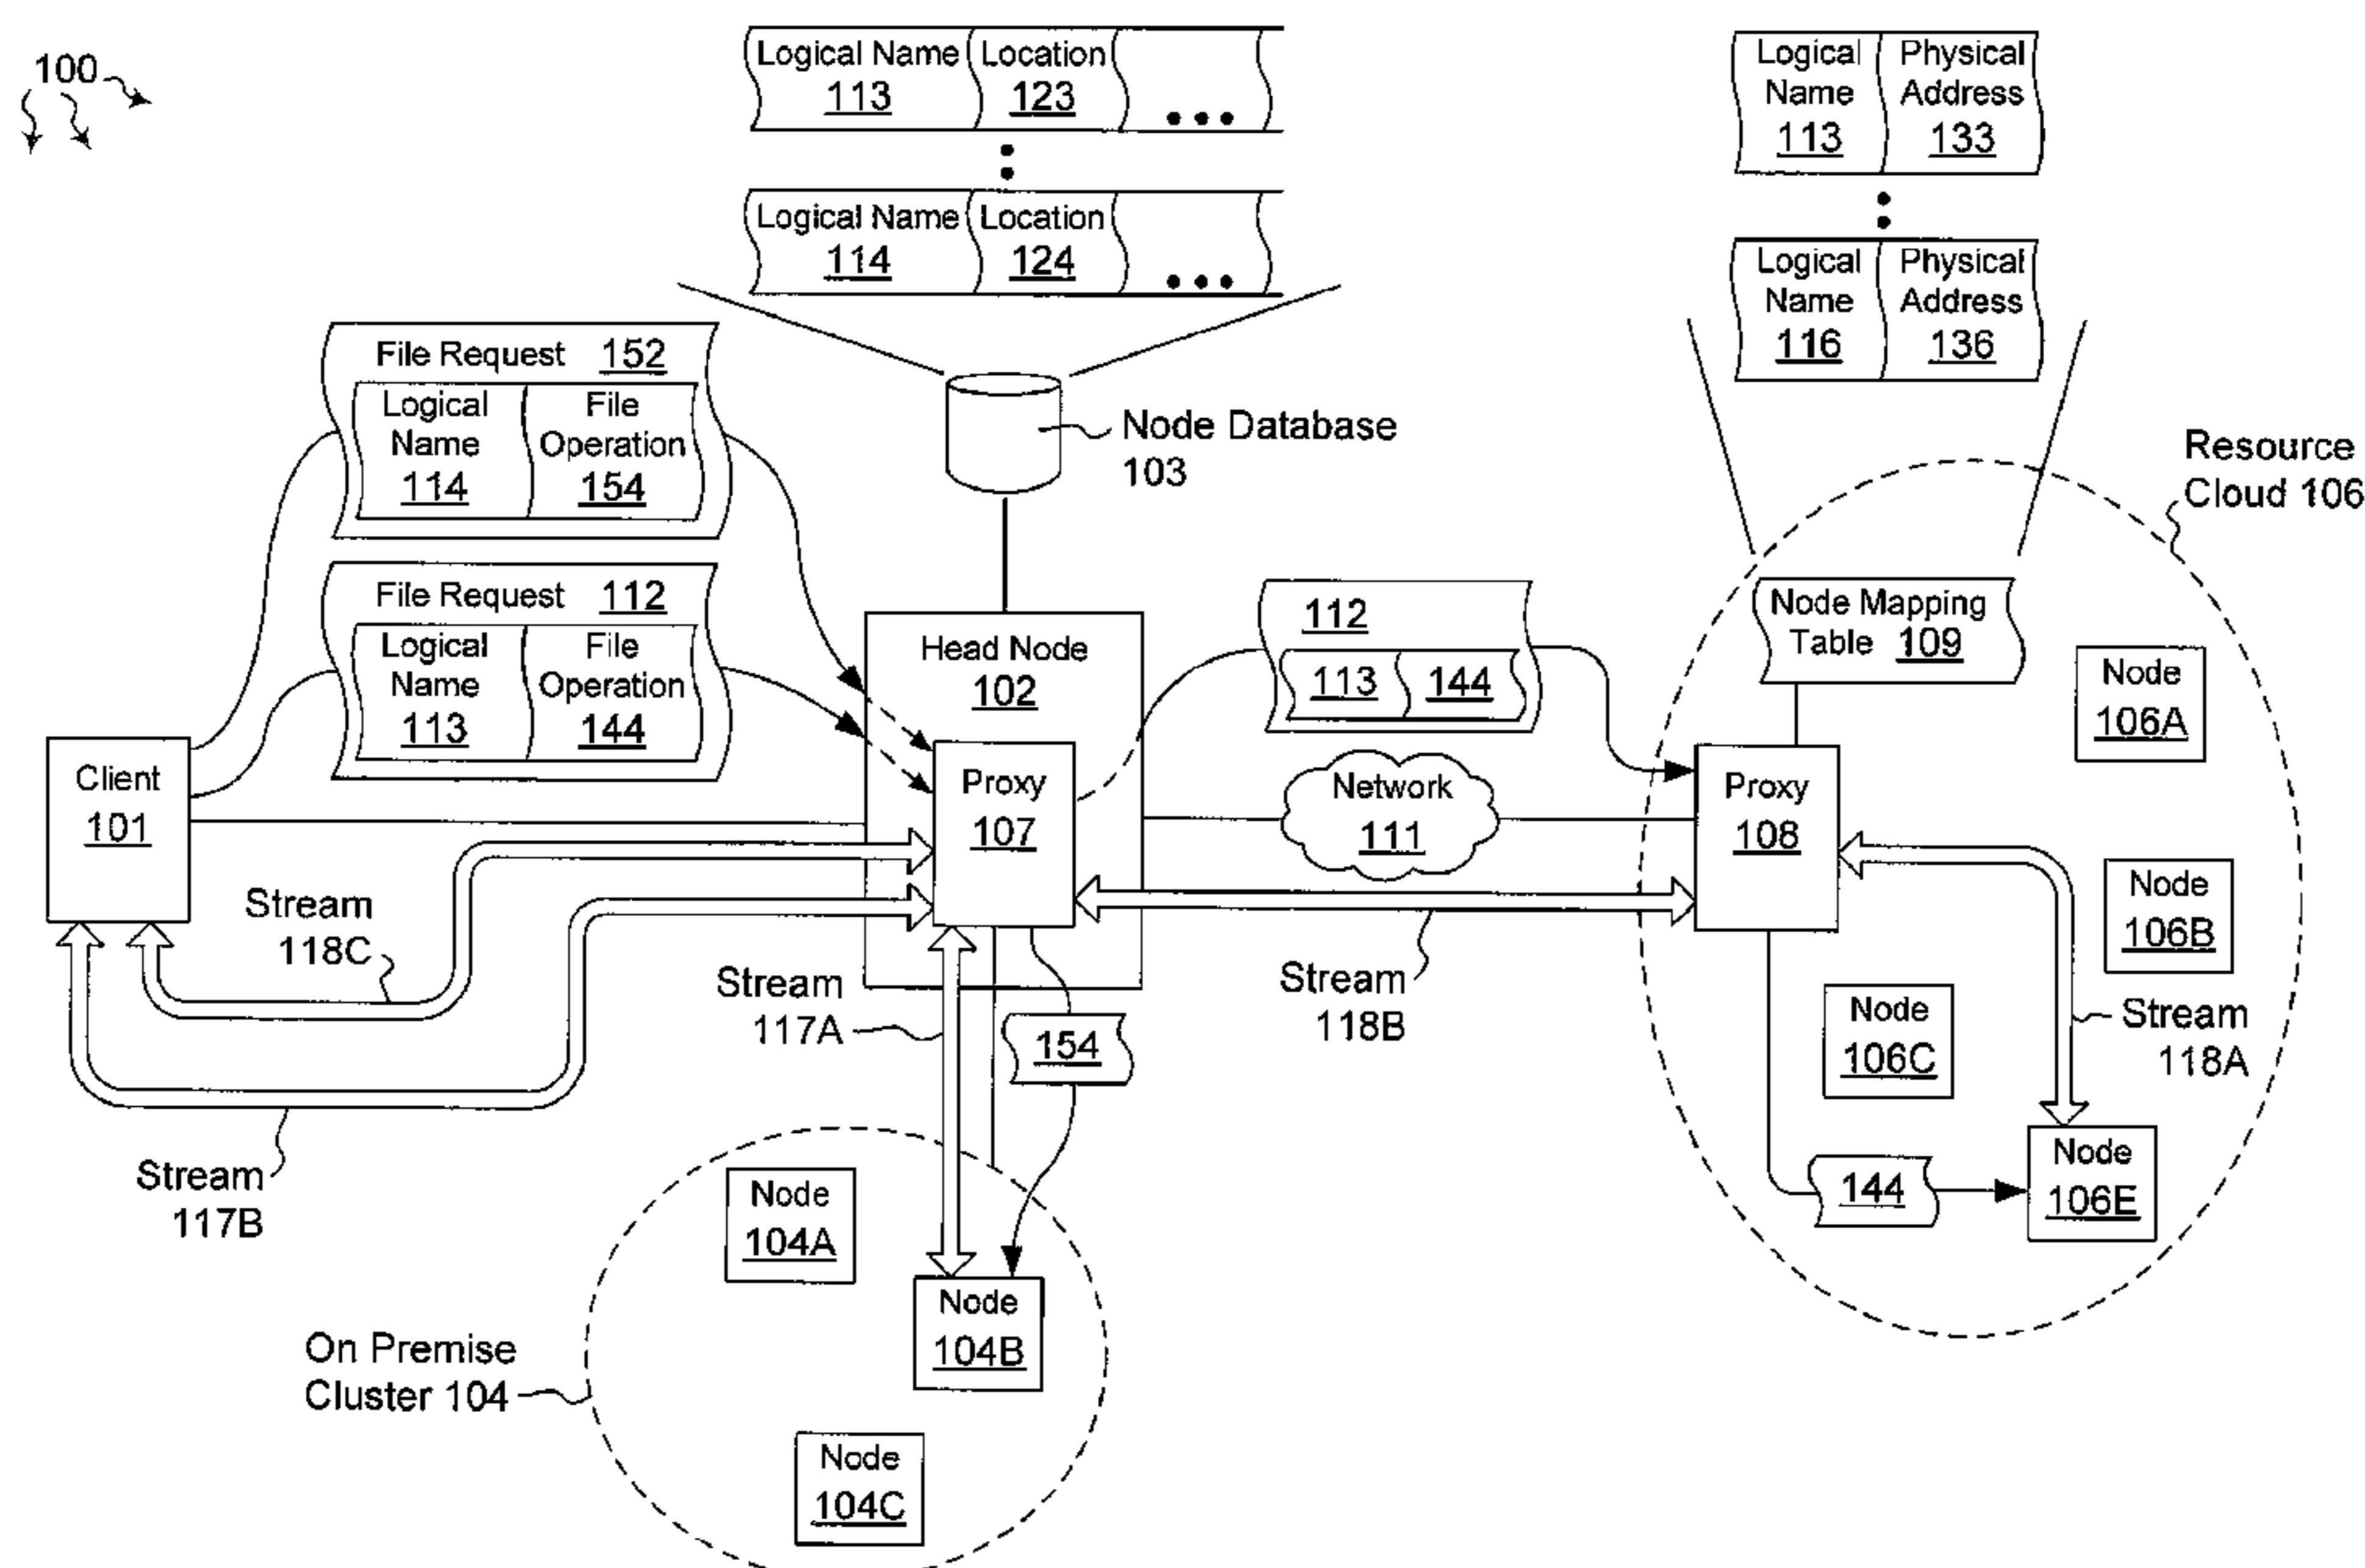 100
Logical Name Location
113 123 •••
Logical Name Location
114 124 •••
Logical Physical
Name Address
113 133
Logical Physical
Name Address
116 136
File Request 152
Logical File
Name Operation
114 154
Node Database
103
Resource
Cloud 106
File Request 112
Logical File
Name Operation
113 144
Head Node
102
112
113 144
Node Mapping
Table 109
Node
106A
Client
101
Proxy
107
Network
111
Proxy
108
Node
106B
Stream
118C
Stream
117A
Stream
118B
Node
106C
Stream
118A
154
Stream
117B
Node
104A
144
Node
106E
Node
104B
On Premise
Cluster 104
Node
104C